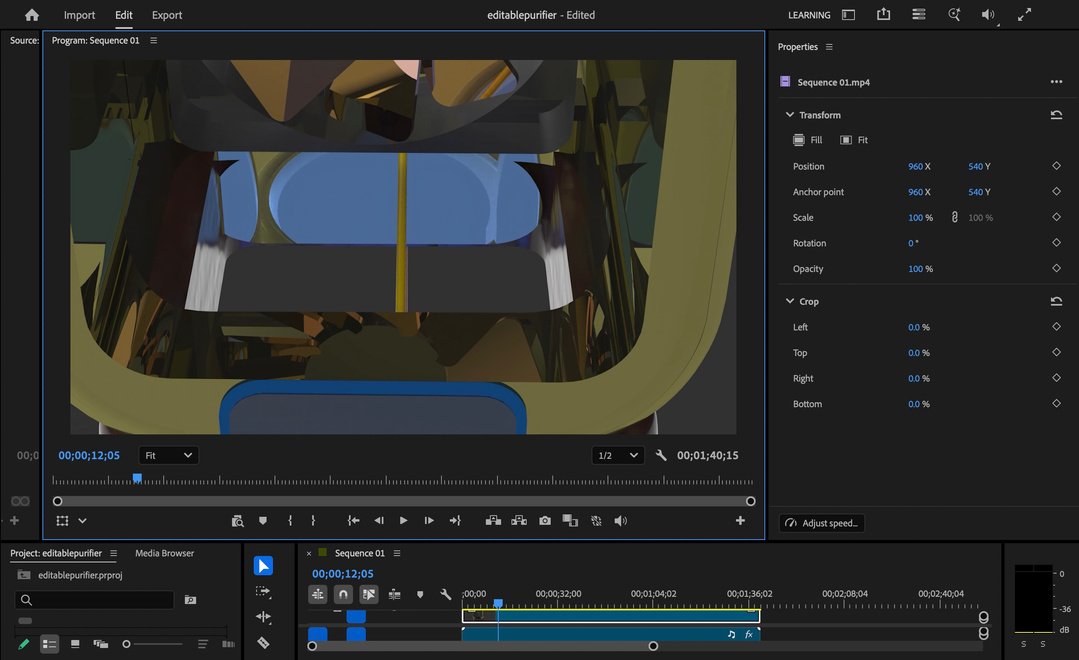 Import Edit Export
editablepurifier - Edited
LEARNING
Source:
Program: Sequence 01
Properties
Sequence 01.mp4
Transform
Fill Fit
Position 960 X 540 Y
Anchor point 960 X 540 Y
Scale 100 % 100 %
Rotation 0 °
Opacity 100 %
Crop
Left 0.0 %
Top 0.0 %
Right 0.0 %
Bottom 0.0 %
00;0
00;00;12;05
Fit
1/2
00;01;40;15
Adjust speed...
Project: editablepurifier
Media Browser
editablepurifier.prproj
× Sequence 01
00;00;12;05
;00;00 00;00;32;00 00;01;04;02 00;01;36;02 00;02;08;04 00;02;40;04
fx
0
-36
dB
S S